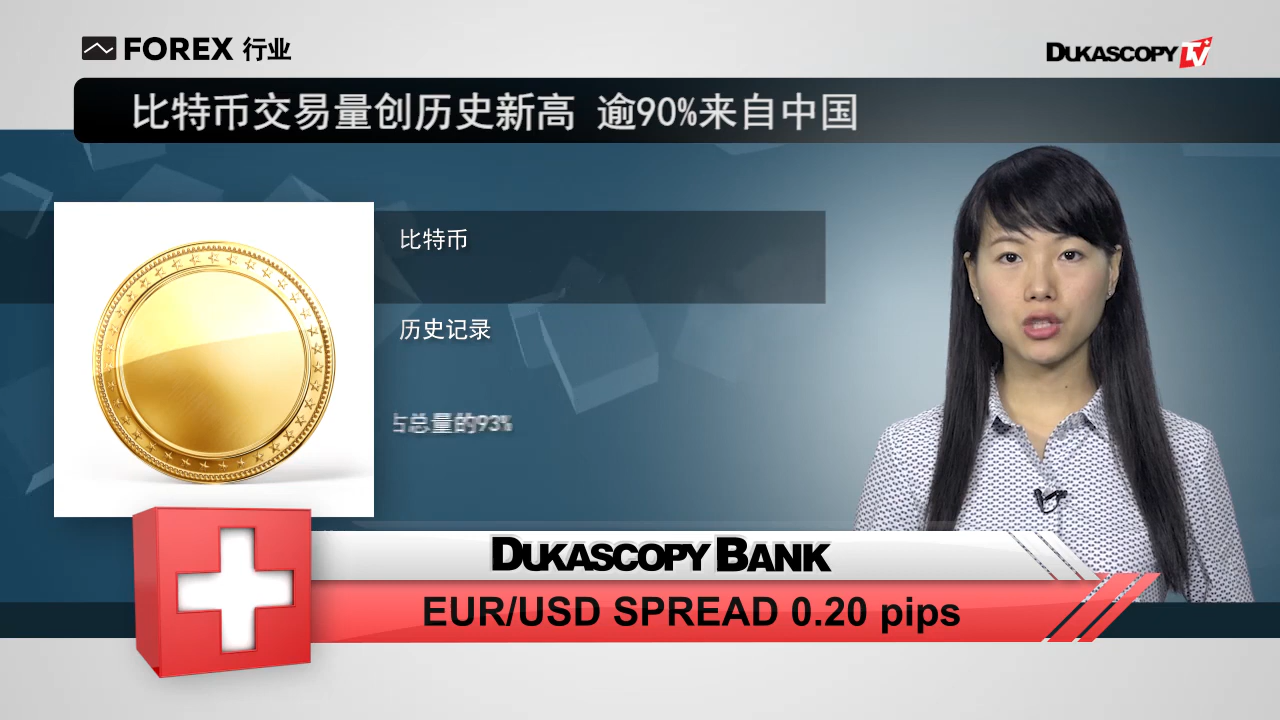 FOREX 行业
DUKASCOPY TV
比特币交易量创历史新高 逾90%来自中国
比特币
历史记录
占总量的93%
DUKASCOPY BANK
EUR/USD SPREAD 0.20 pips